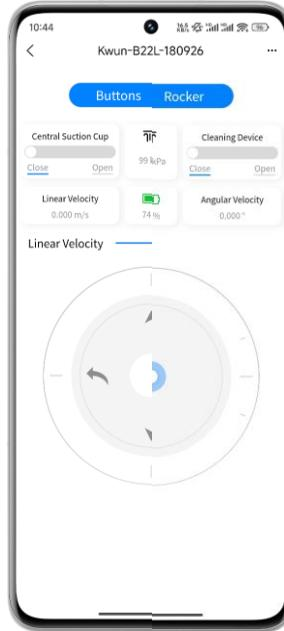 10:44
96
Kwun-B22L-180926
Buttons Rocker
Central Suction Cup
Close Open
99 kPa
Cleaning Device
Close Open
Linear Velocity
0.000 m/s
74 %
Angular Velocity
0,000 °
Linear Velocity